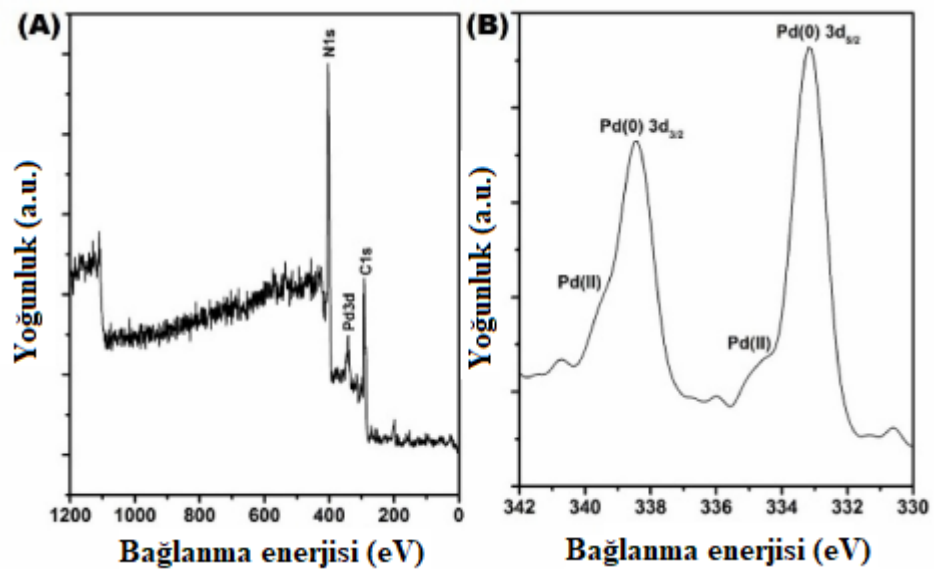 (A)
N1s
Pd3d
C1s
Yoğunluk (a.u.)
1200 1000 800 600 400 200 0
Bağlanma enerjisi (eV)
(B)
Pd(0) 3d5/2
Pd(0) 3d3/2
Pd(II)
Pd(II)
Yoğunluk (a.u.)
342 340 338 336 334 332 330
Bağlanma enerjisi (eV)